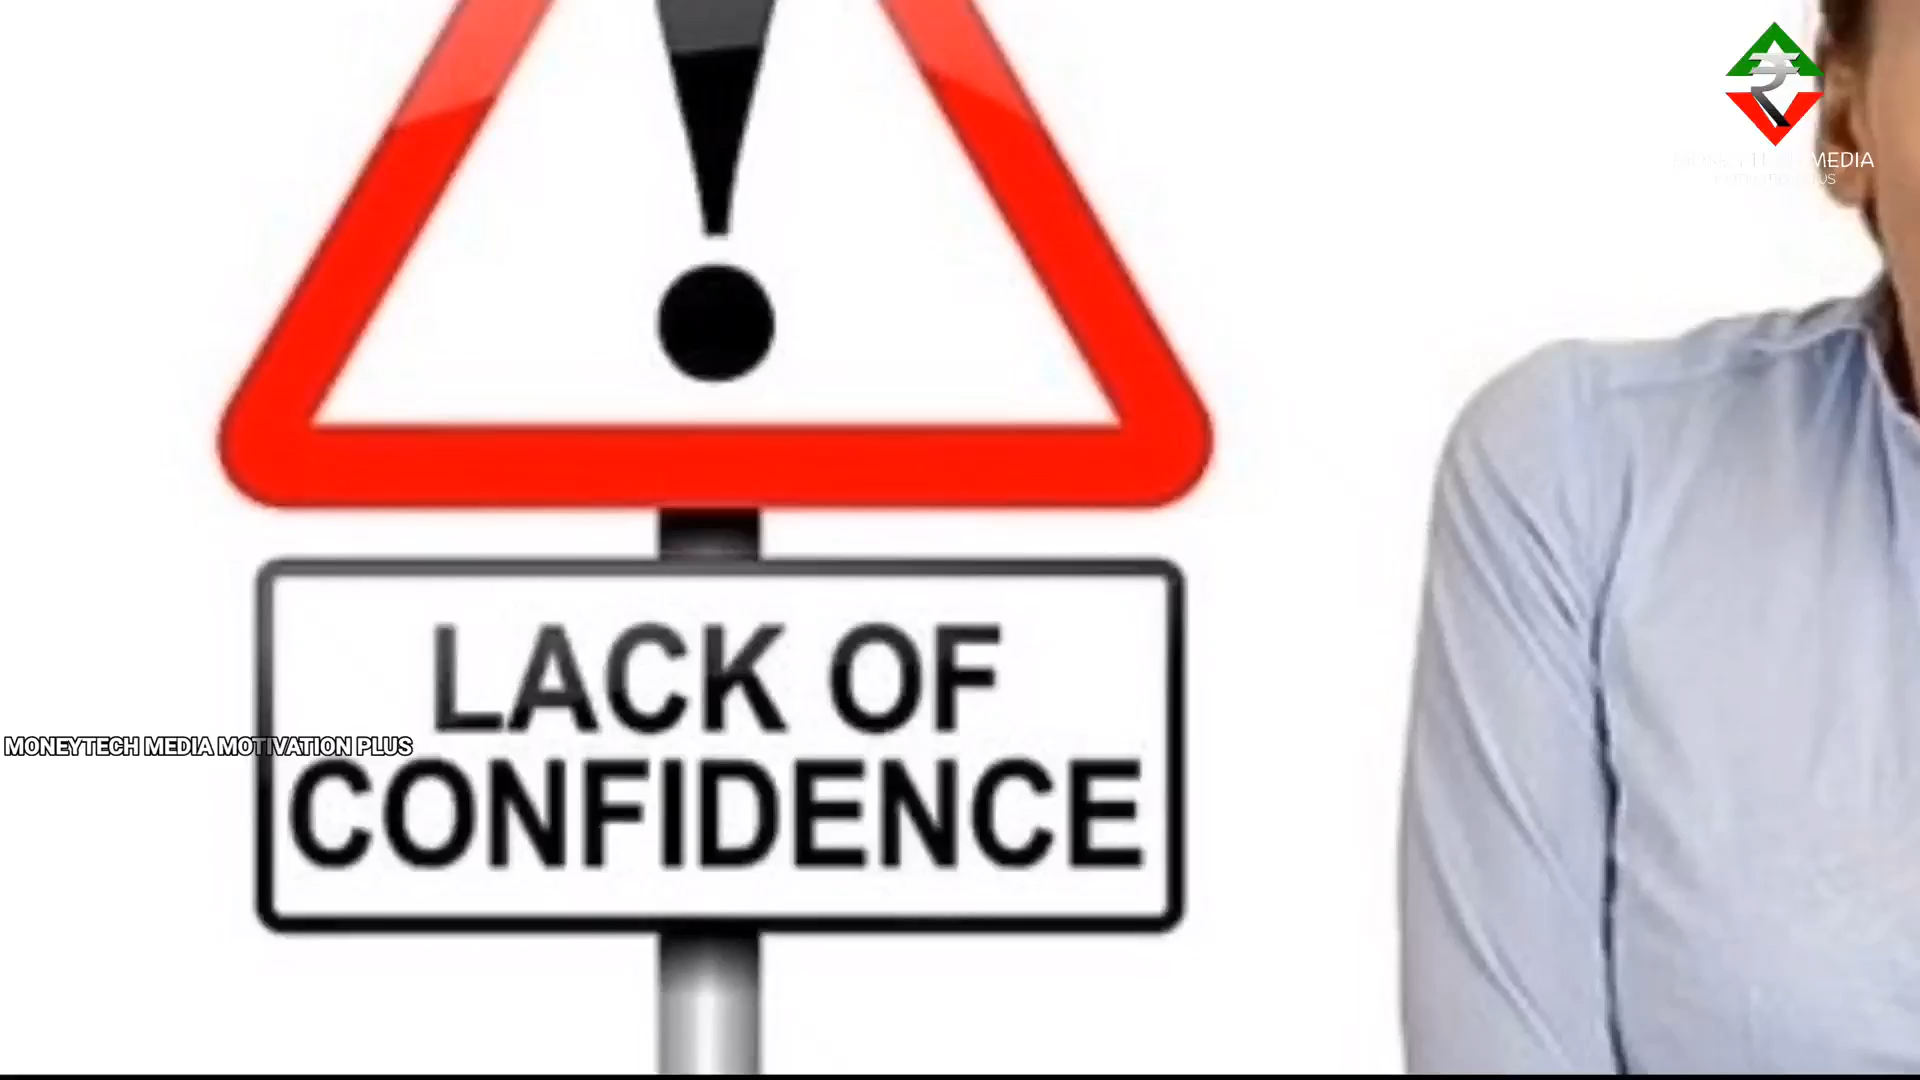 MEDIA
LACK OF
MONEYTECH MEDIA MOTIVATION PLUS
CONFIDENCE